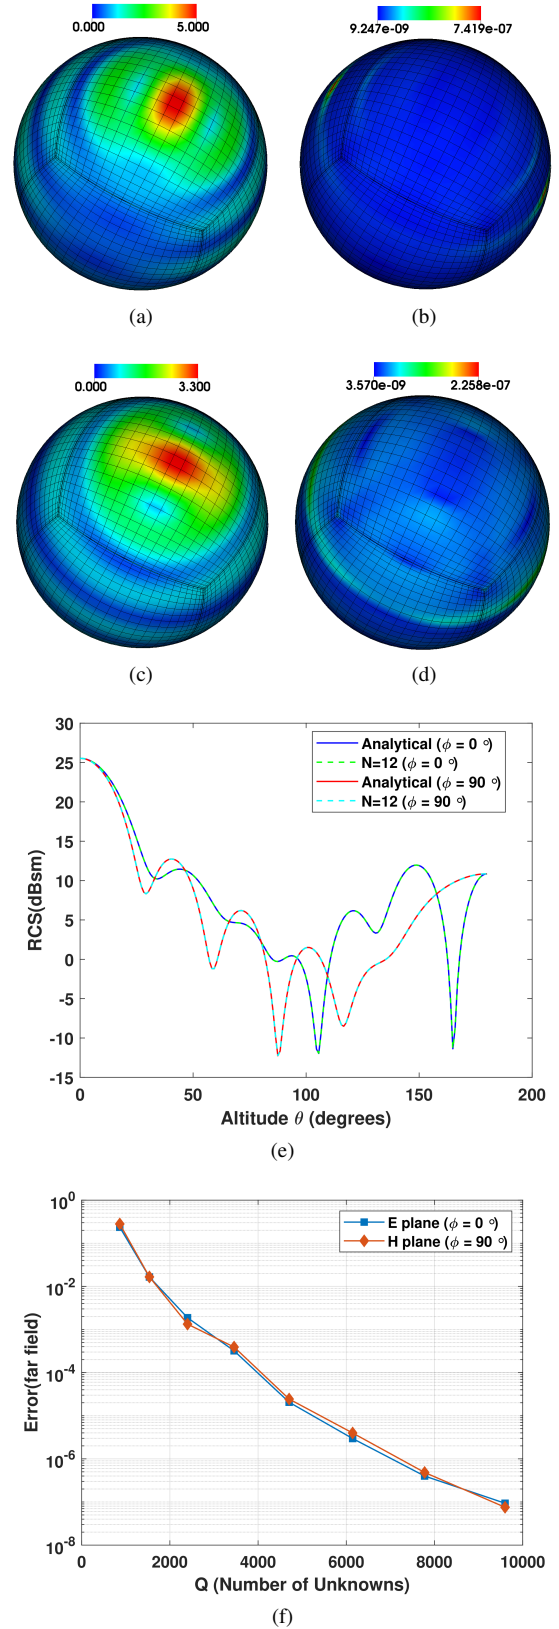 0.000 5.000
9.247e-09 7.419e-07
(a)
(b)
0.000 3.300
3.570e-09 2.258e-07
(c)
(d)
30
25
20
15
10
5
0
-5
-10
-15
RCS(dBsm)
Analytical (ϕ = 0 °)
N=12 (ϕ = 0 °)
Analytical (ϕ = 90 °)
N=12 (ϕ = 90 °)
0 50 100 150 200
Altitude θ (degrees)
(e)
10^0
10^-2
10^-4
10^-6
10^-8
Error(far field)
E plane (ϕ = 0 °)
H plane (ϕ = 90 °)
0 2000 4000 6000 8000 10000
Q (Number of Unknowns)
(f)